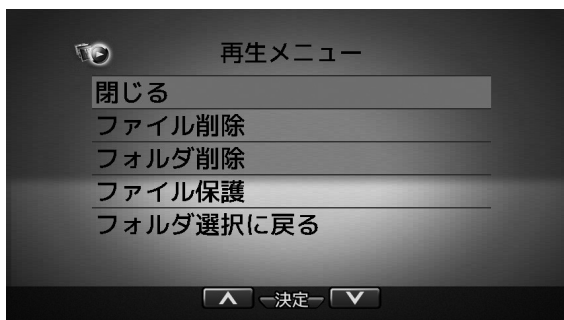 再生メニュー
閉じる
ファイル削除
フォルダ削除
ファイル保護
フォルダ選択に戻る
決定